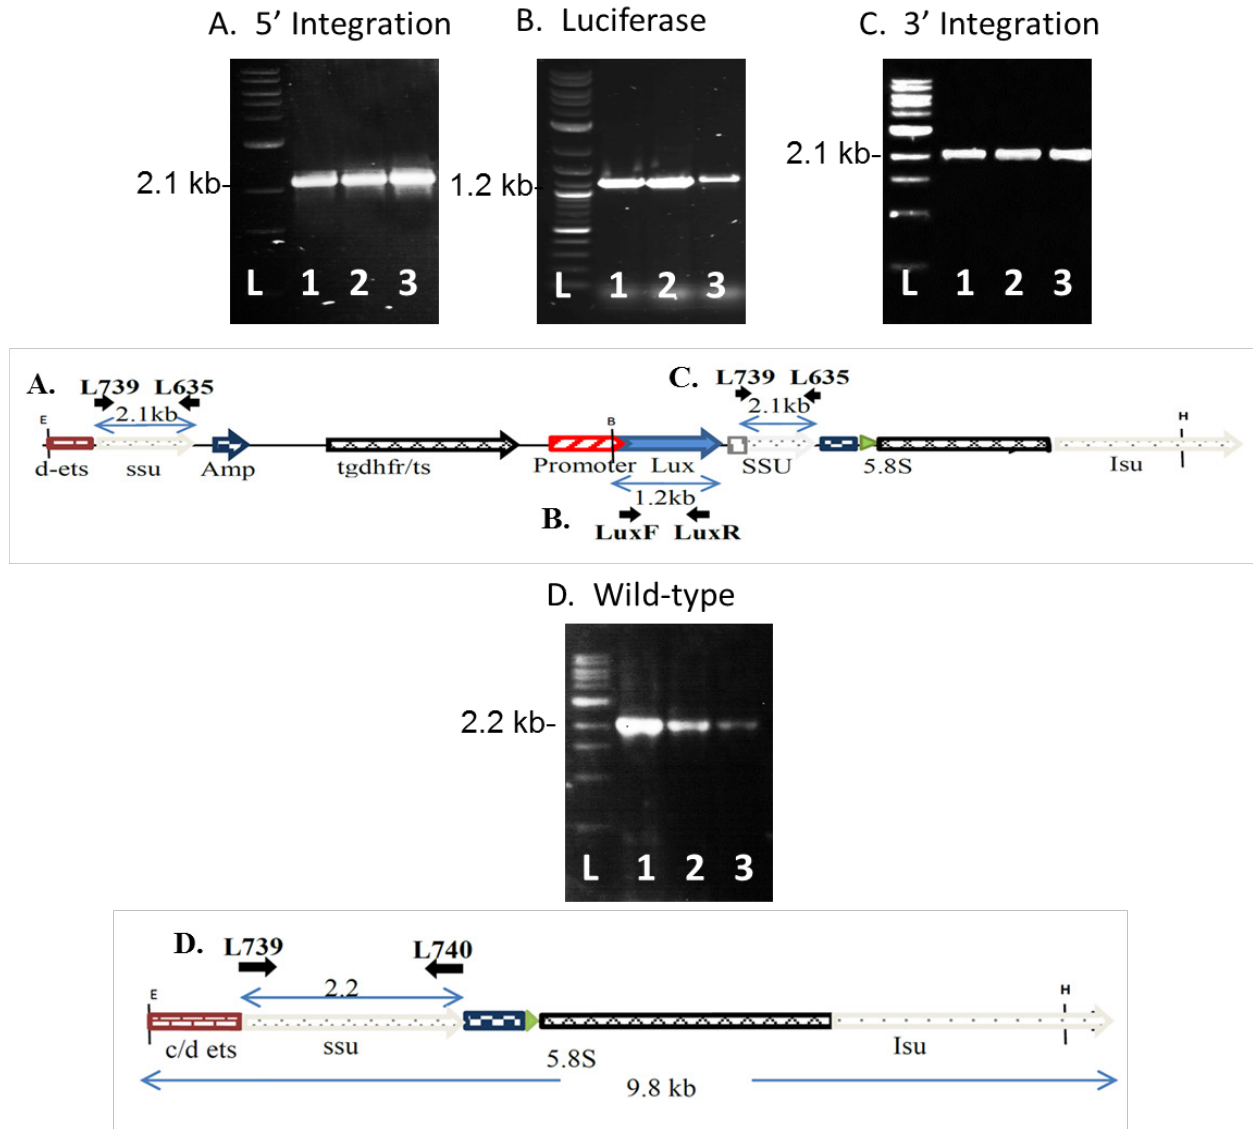 A. 5’ Integration
B. Luciferase
C. 3’ Integration
2.1 kb-
1.2 kb-
2.1 kb-
L 1 2 3
L 1 2 3
L 1 2 3
A. L739 L635
C. L739 L635
E 2.1kb
B 2.1kb
H
d-ets ssu Amp tgdhfr/ts Promoter Lux SSU 5.8S Isu
1.2kb
B. LuxF LuxR
D. Wild-type
2.2 kb-
L 1 2 3
D. L739 L740
E 2.2 H
c/d ets ssu 5.8S Isu
9.8 kb